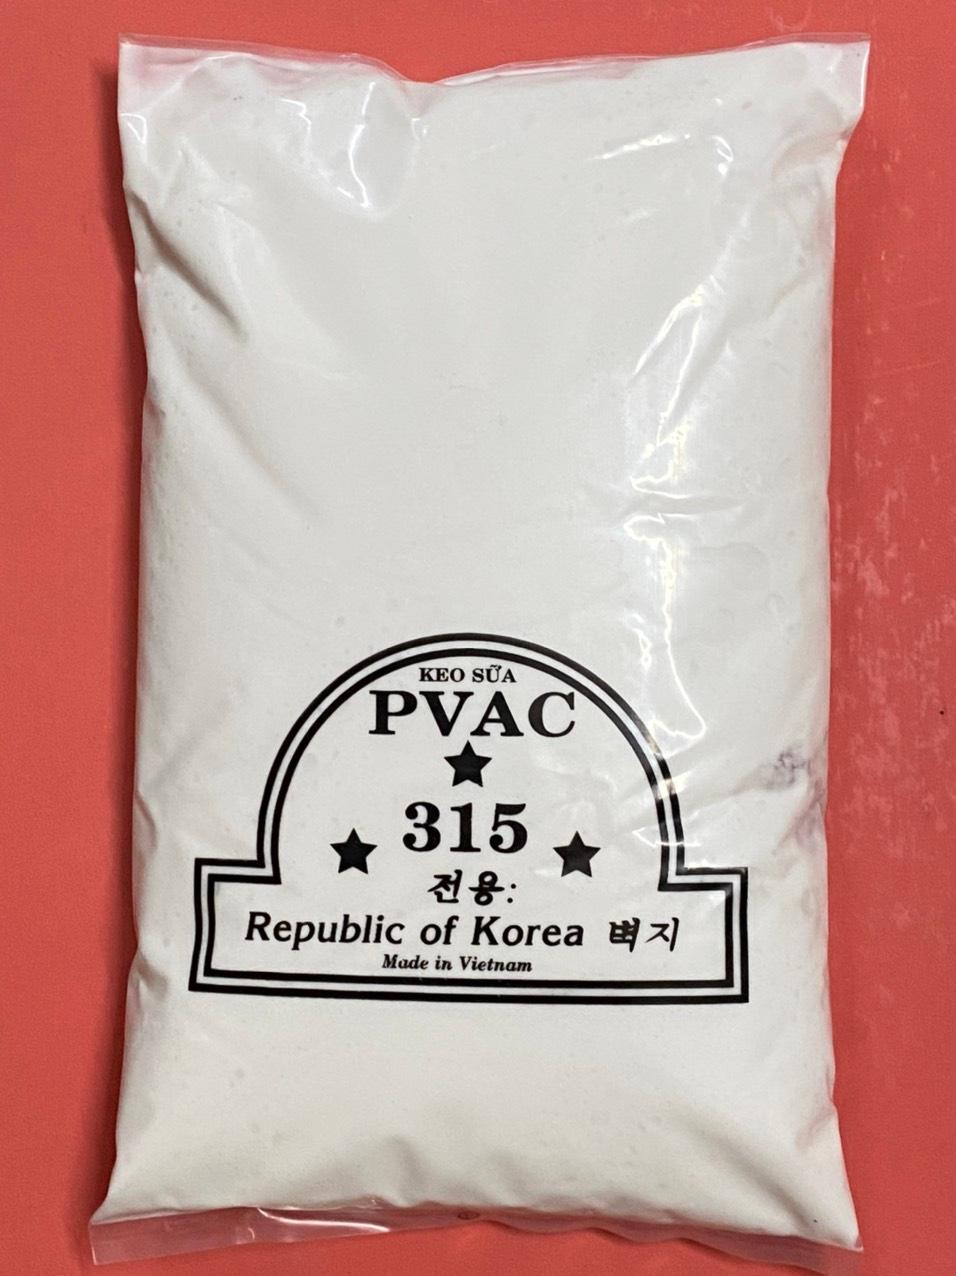 KEO SỮA
PVAC
315
전용:
Republic of Korea 벽지
Made in Vietnam